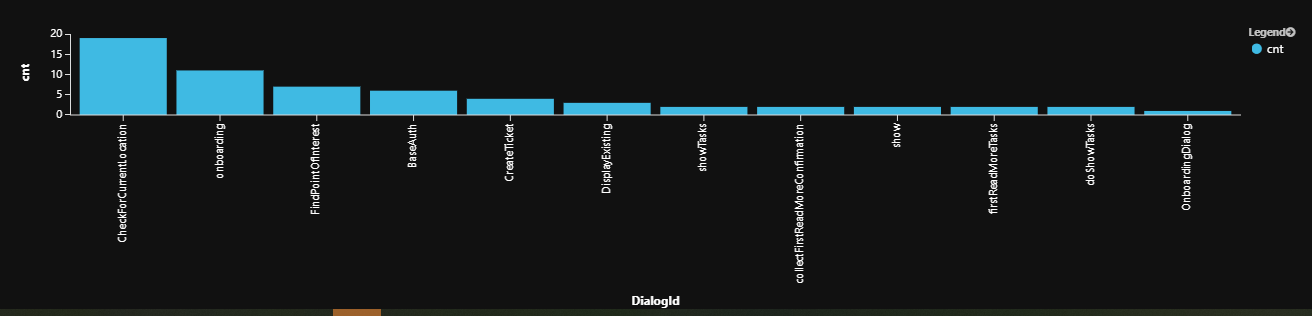 Legend
cnt
cnt
20
15
10
5
0
CheckForCurrentLocation
onboarding
FindPointOfInterest
BaseAuth
CreateTicket
DisplayExisting
showTasks
collectFirstReadMoreConfirmation
show
firstReadMoreTasks
doShowTasks
OnboardingDialog
DialogId